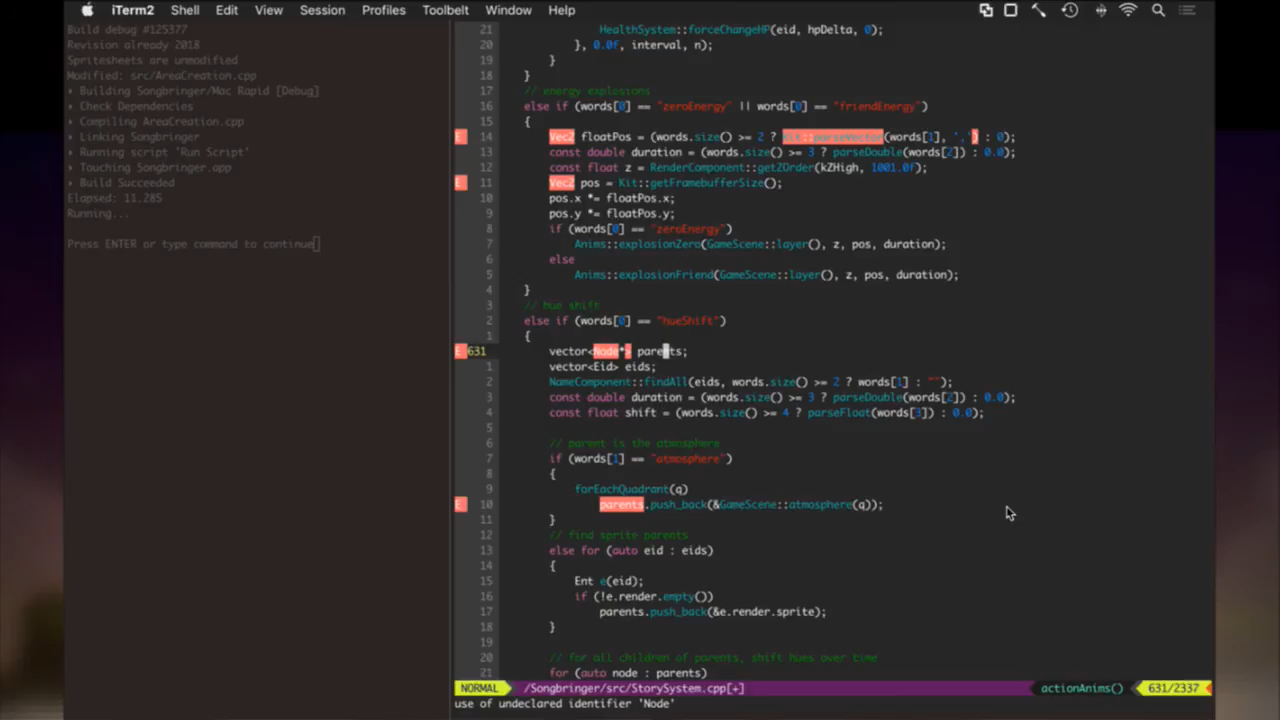 iTerm2 Shell Edit View Session Profiles Toolbelt Window Help
Build debug #125377
Revision already 2018
Spritesheets are unmodified
Modified: src/AreaCreation.cpp
Building Songbringer/Mac Rapid [Debug]
Check Dependencies
Compiling AreaCreation.cpp
Linking Songbringer
Running script 'Run Script'
Touching Songbringer.app
Build Succeeded
Elapsed: 11.285
Running...
Press ENTER or type command to continue
21 HealthSystem::forceChangeHP(eid, hpDelta, 0);
20 }, 0.0f, interval, n);
19 }
18 }
17 // energy explosions
16 else if (words[0] == "zeroEnergy" || words[0] == "friendEnergy")
15 {
E 14 Vec2 floatPos = (words.size() >= 2 ? Kit::parseVector(words[1], ',') : 0);
13 const double duration = (words.size() >= 3 ? parseDouble(words[2]) : 0.0);
12 const float z = RenderComponent::getZOrder(kZHigh, 1001.0f);
E 11 Vec2 pos = Kit::getFramebufferSize();
10 pos.x *= floatPos.x;
9 pos.y *= floatPos.y;
8 if (words[0] == "zeroEnergy")
7 Anims::explosionZero(GameScene::layer(), z, pos, duration);
6 else
5 Anims::explosionFriend(GameScene::layer(), z, pos, duration);
4 }
3 // hue shift
2 else if (words[0] == "hueShift")
1 {
E 631 vector<Node*> parents;
1 vector<Eid> eids;
2 NameComponent::findAll(eids, words.size() >= 2 ? words[1] : "");
3 const double duration = (words.size() >= 3 ? parseDouble(words[2]) : 0.0);
4 const float shift = (words.size() >= 4 ? parseFloat(words[3]) : 0.0);
5
6 // parent is the atmosphere
7 if (words[1] == "atmosphere")
8 {
9 forEachQuadrant(q)
E 10 parents.push_back(&GameScene::atmosphere(q));
11 }
12 // find sprite parents
13 else for (auto eid : eids)
14 {
15 Ent e(eid);
16 if (!e.render.empty())
17 parents.push_back(&e.render.sprite);
18 }
19
20 // for all children of parents, shift hues over time
21 for (auto node : parents)
NORMAL /Songbringer/src/StorySystem.cpp[+] actionAnims() 631/2337
use of undeclared identifier 'Node'